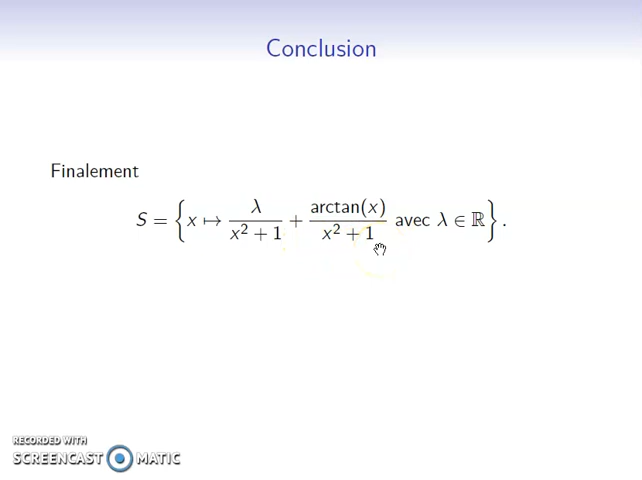 Conclusion
Finalement
S = { x ↦ λ/(x² + 1) + arctan(x)/(x² + 1) avec λ ∈ ℝ } .
RECORDED WITH
SCREENCAST MATIC